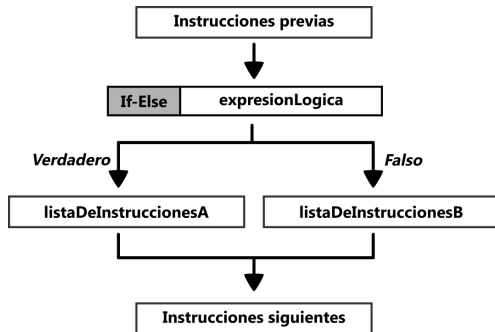 Instrucciones previas
If-Else expresionLogica
Verdadero Falso
listaDeInstruccionesA listaDeInstruccionesB
Instrucciones siguientes